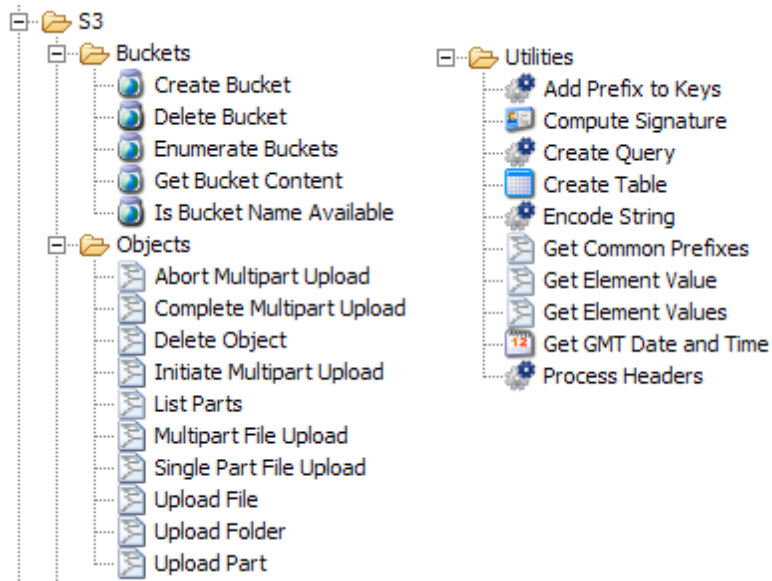 S3
Buckets
Create Bucket
Delete Bucket
Enumerate Buckets
Get Bucket Content
Is Bucket Name Available
Objects
Abort Multipart Upload
Complete Multipart Upload
Delete Object
Initiate Multipart Upload
List Parts
Multipart File Upload
Single Part File Upload
Upload File
Upload Folder
Upload Part
Utilities
Add Prefix to Keys
Compute Signature
Create Query
Create Table
Encode String
Get Common Prefixes
Get Element Value
Get Element Values
12
Get GMT Date and Time
Process Headers